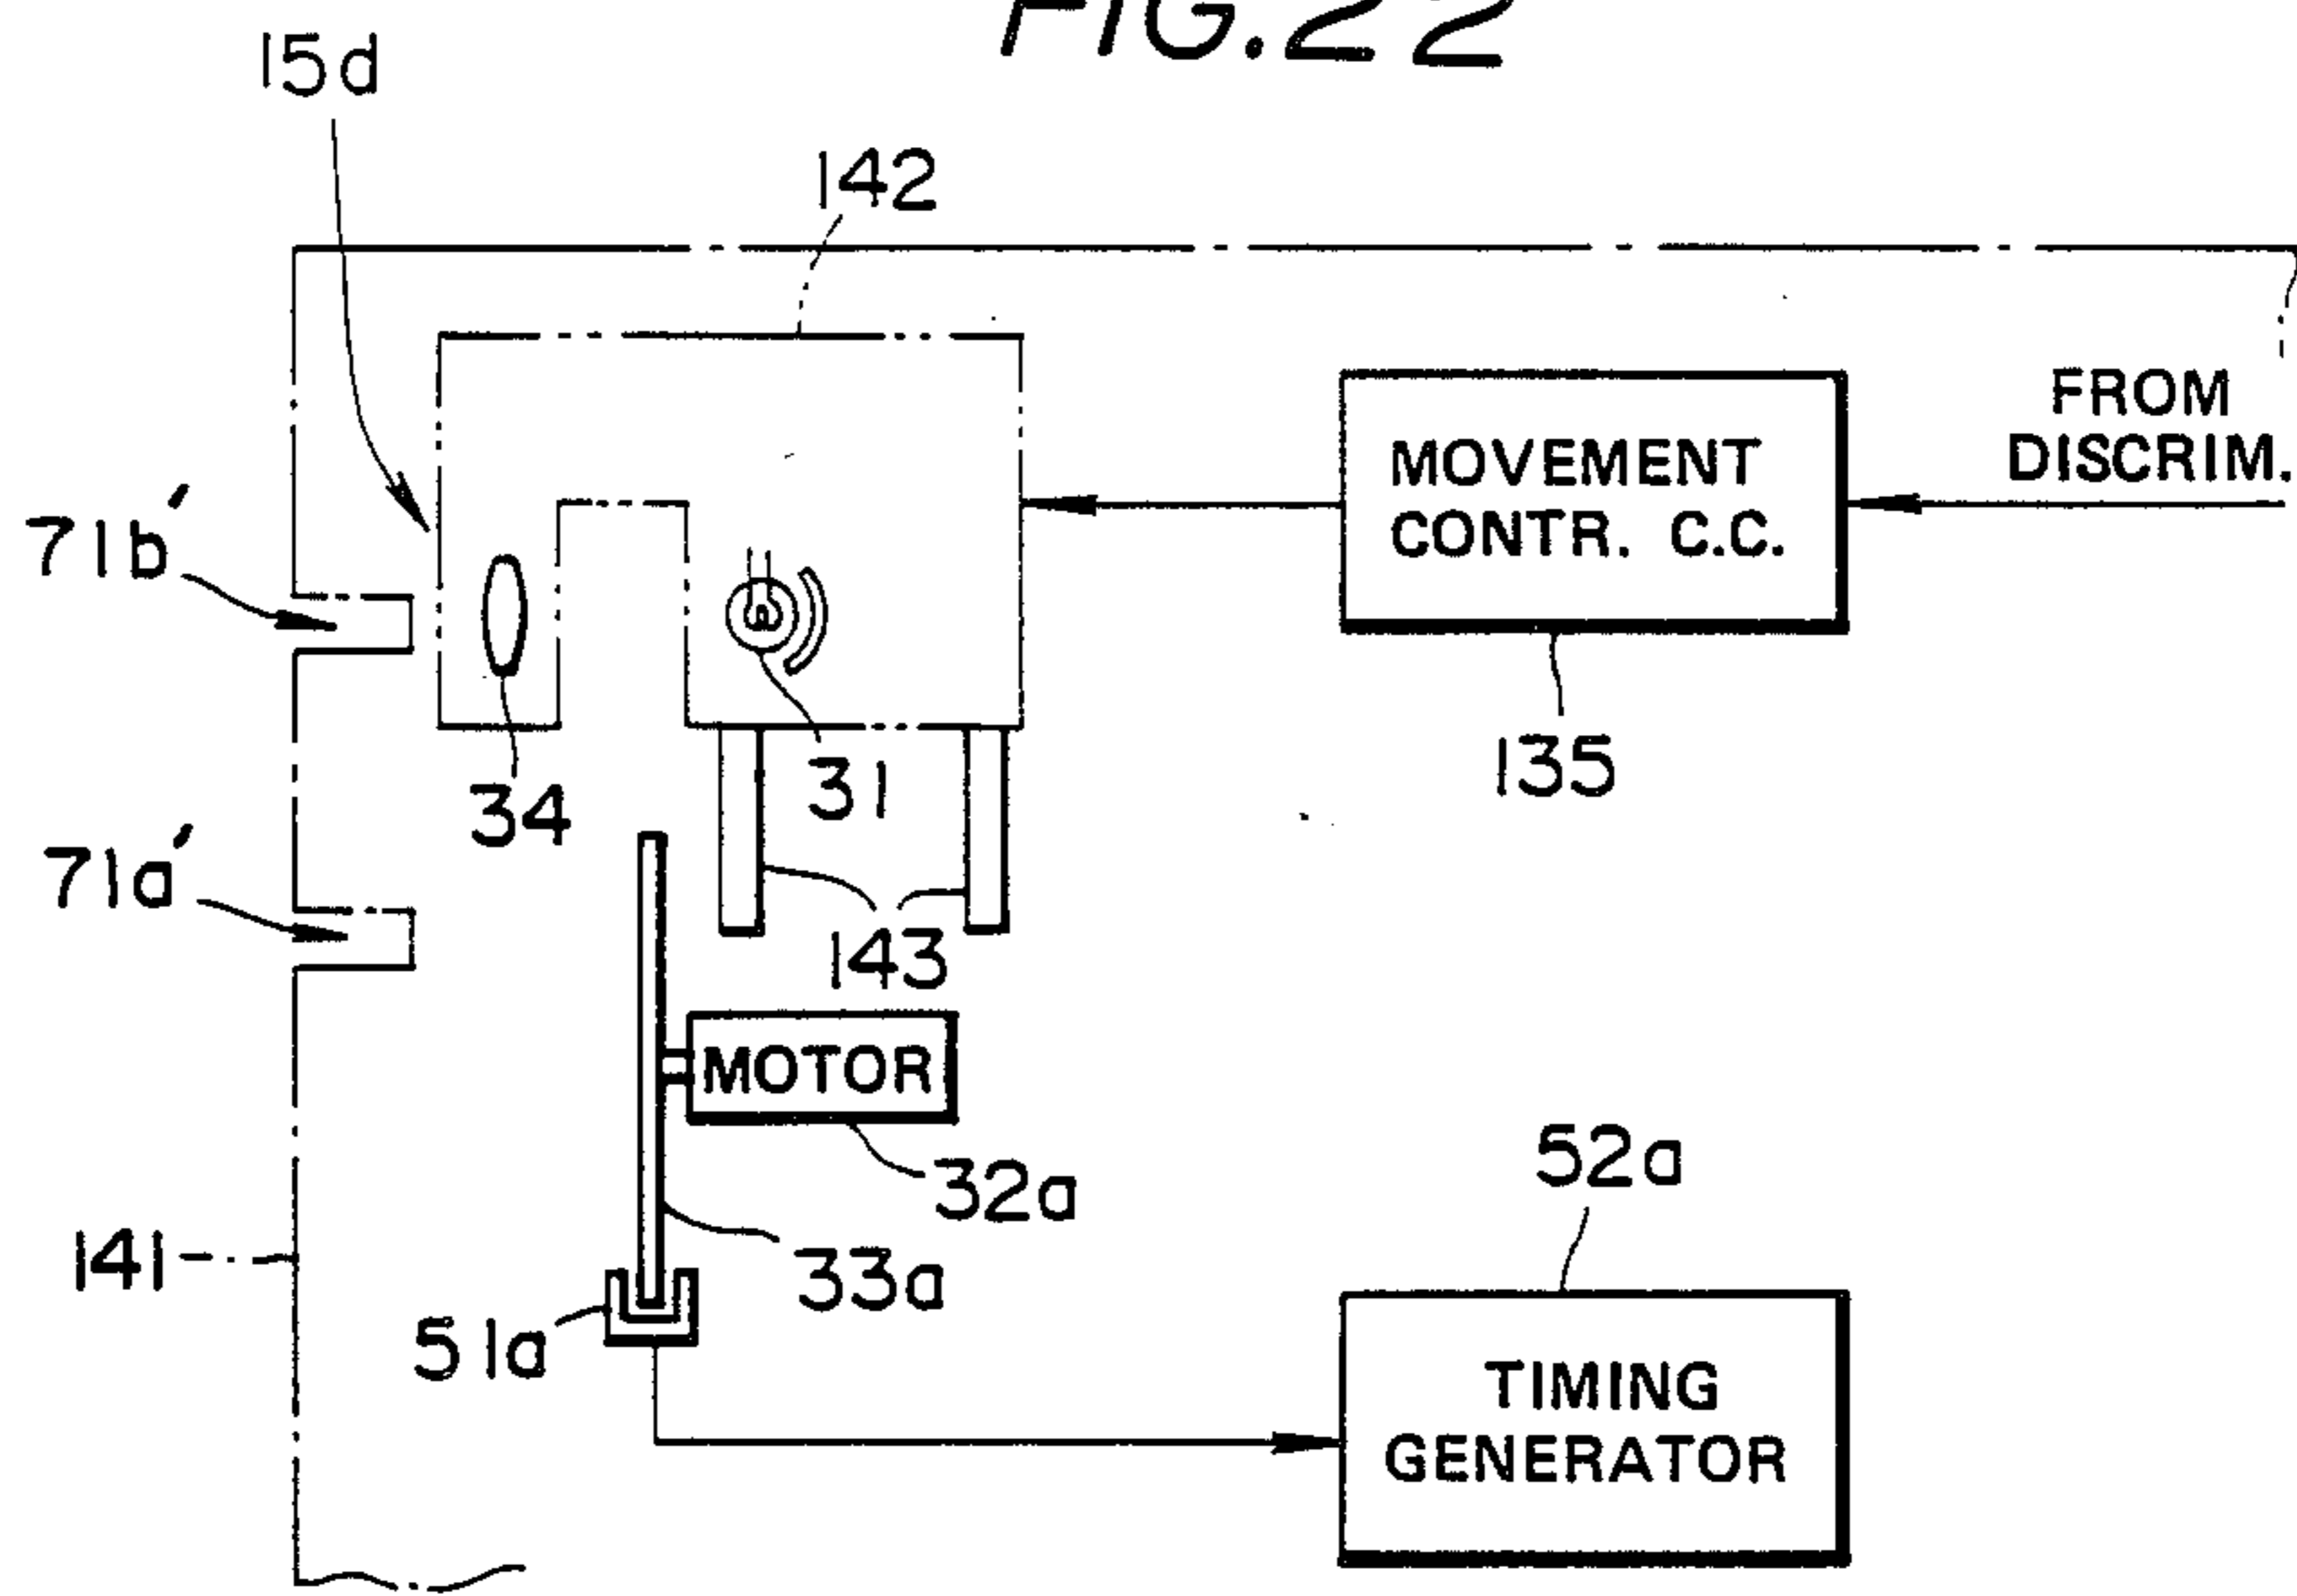 FIG.22
15d
142
FROM
DISCRIM.
MOVEMENT
CONTR. C.C.
71b'
135
31
34
71a'
143
MOTOR
32a
52a
141
33a
51a
TIMING
GENERATOR